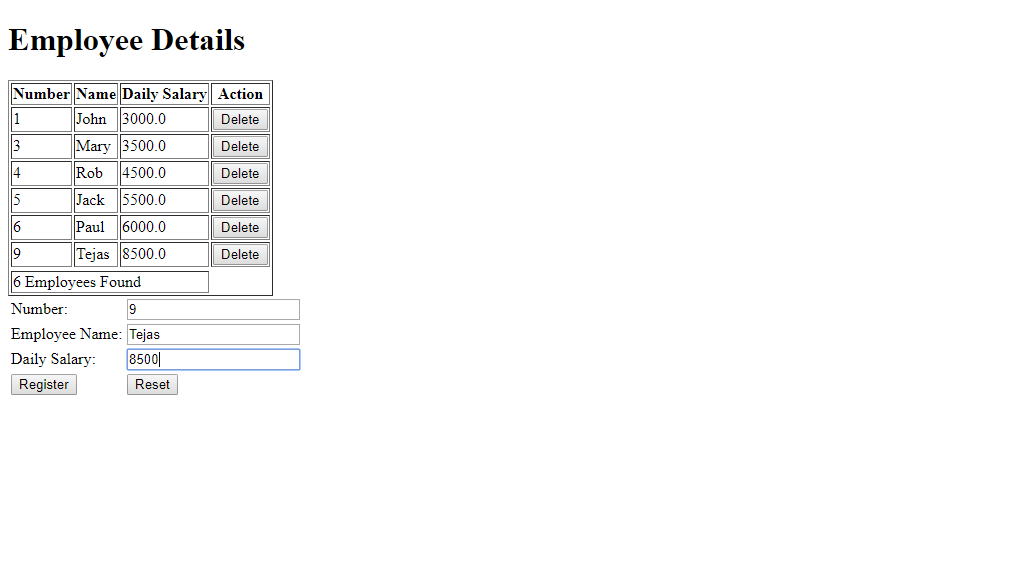 Employee Details
Number Name Daily Salary Action
1 John 3000.0 Delete
3 Mary 3500.0 Delete
4 Rob 4500.0 Delete
5 Jack 5500.0 Delete
6 Paul 6000.0 Delete
9 Tejas 8500.0 Delete
6 Employees Found
Number: 9
Employee Name: Tejas
Daily Salary: 8500
Register Reset